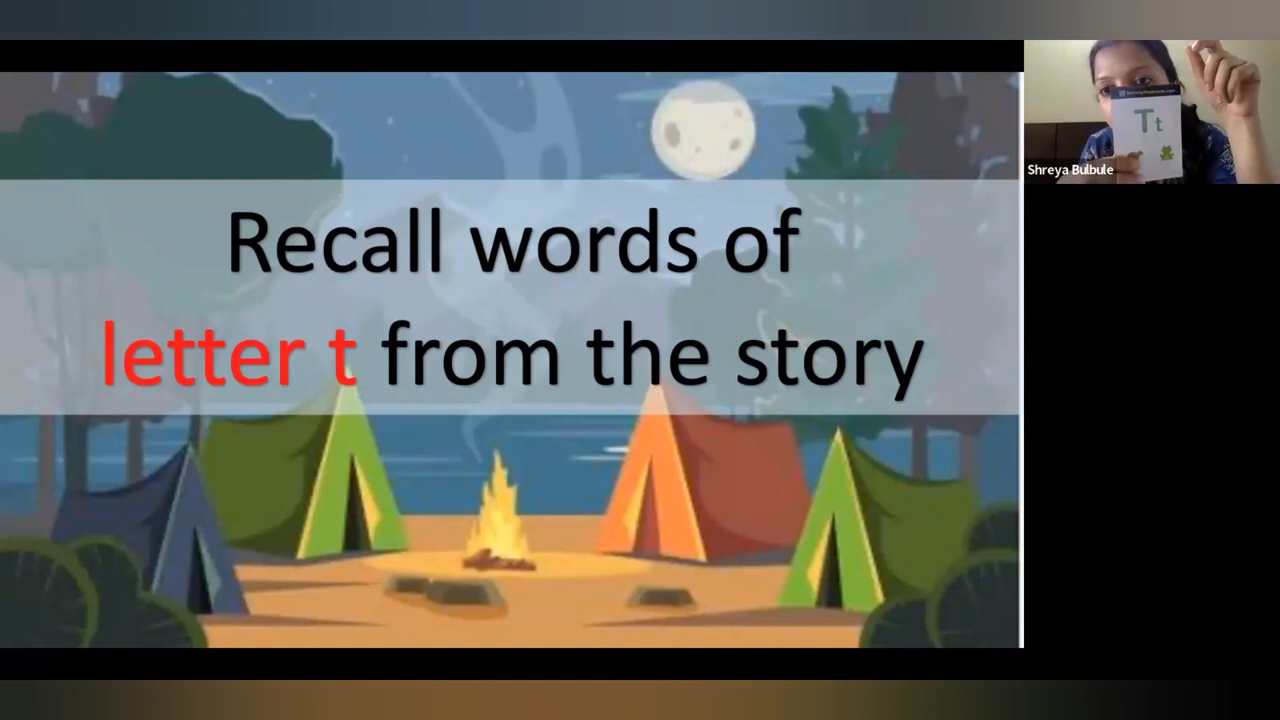 Recall words of
letter t from the story
Shreya Bulbule
Tt